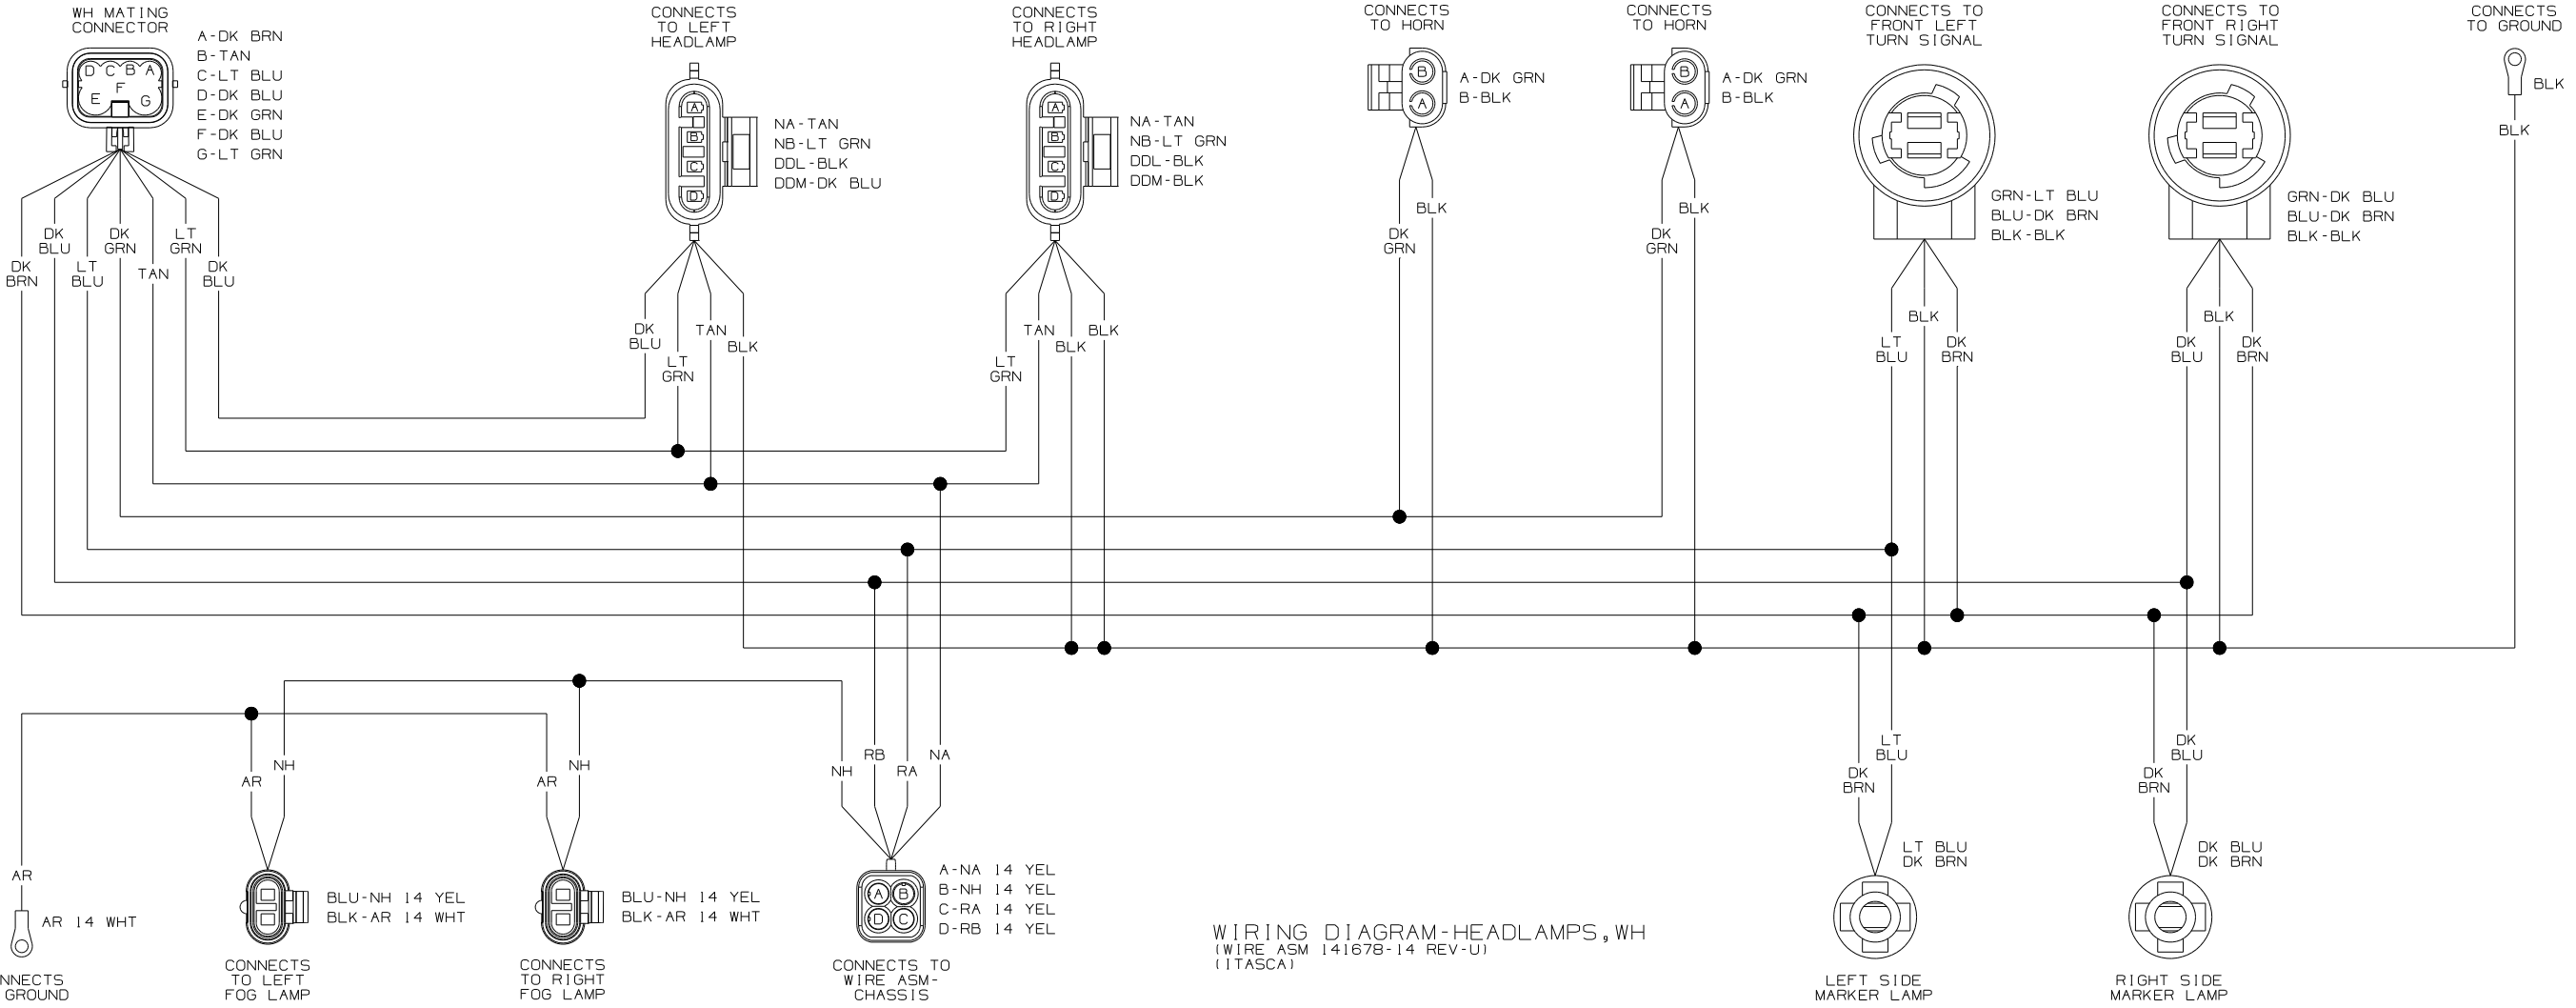 WH MATING
CONNECTOR
A-DK BRN
B-TAN
C-LT BLU
D-DK BLU
E-DK GRN
F-DK BLU
G-LT GRN
D C B A
F
E G
CONNECTS
TO LEFT
HEADLAMP
A
B
C
D
NA-TAN
NB-LT GRN
DDL-BLK
DDM-DK BLU
CONNECTS
TO RIGHT
HEADLAMP
A
B
C
D
NA-TAN
NB-LT GRN
DDL-BLK
DDM-BLK
CONNECTS
TO HORN
B
A
A-DK GRN
B-BLK
CONNECTS
TO HORN
B
A
A-DK GRN
B-BLK
CONNECTS TO
FRONT LEFT
TURN SIGNAL
GRN-LT BLU
BLU-DK BRN
BLK-BLK
CONNECTS TO
FRONT RIGHT
TURN SIGNAL
GRN-DK BLU
BLU-DK BRN
BLK-BLK
CONNECTS
TO GROUND
BLK
BLK
DK
BRN
DK
BLU
LT
BLU
DK
GRN
TAN
LT
GRN
DK
BLU
DK
BLU
LT
GRN
TAN
BLK
LT
GRN
TAN
BLK
BLK
DK
GRN
BLK
DK
GRN
BLK
LT
BLU
BLK
DK
BRN
DK
BLU
BLK
DK
BRN
AR
NH
AR
NH
NH
RB
RA
NA
DK
BRN
LT
BLU
DK
BRN
DK
BLU
AR
AR 14 WHT
NNECTS
GROUND
BLU-NH 14 YEL
BLK-AR 14 WHT
CONNECTS
TO LEFT
FOG LAMP
BLU-NH 14 YEL
BLK-AR 14 WHT
CONNECTS
TO RIGHT
FOG LAMP
A B
D C
A-NA 14 YEL
B-NH 14 YEL
C-RA 14 YEL
D-RB 14 YEL
CONNECTS TO
WIRE ASM-
CHASSIS
WIRING DIAGRAM-HEADLAMPS, WH
(WIRE ASM 141678-14 REV-U)
(ITASCA)
LT BLU
DK BRN
LEFT SIDE
MARKER LAMP
DK BLU
DK BRN
RIGHT SIDE
MARKER LAMP